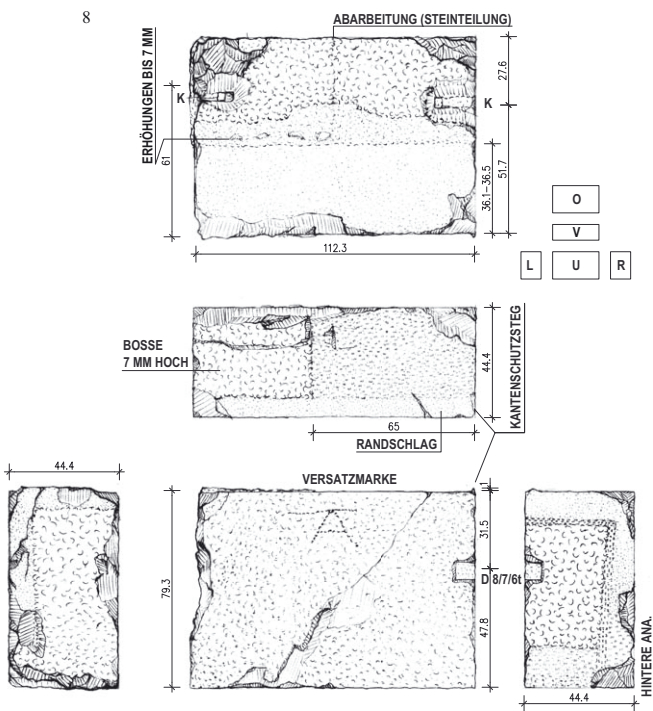 8
ABARBEITUNG (STEINTEILUNG)
ERHÖHUNGEN BIS 7 MM
K
K
61
27.6
51.7
36.1–36.5
112.3
O
V
L
U
R
BOSSE
7 MM HOCH
44.4
KANTENSCHUTZSTEG
65
RANDSCHLAG
44.4
VERSATZMARKE
1
31.5
79.3
D 8/7/6t
47.8
HINTERE ANA.
44.4